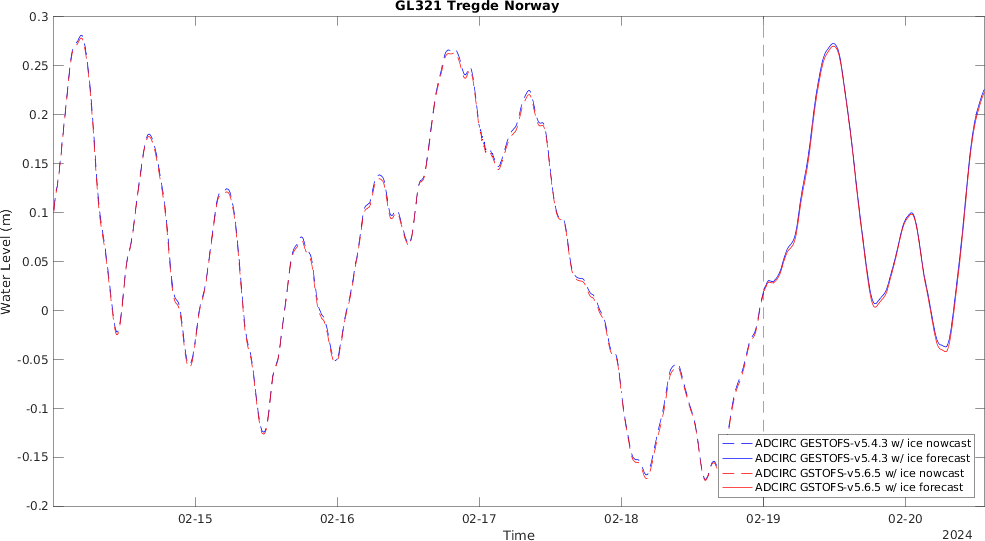 GL321 Tregde Norway
0.3
0.25
0.2
0.15
0.1
0.05
0
-0.05
-0.1
-0.15
-0.2
Water Level (m)
ADCIRC GESTOFS-v5.4.3 w/ ice nowcast
ADCIRC GESTOFS-v5.4.3 w/ ice forecast
ADCIRC GSTOFS-v5.6.5 w/ ice nowcast
ADCIRC GSTOFS-v5.6.5 w/ ice forecast
02-15 02-16 02-17 02-18 02-19 02-20
Time 2024